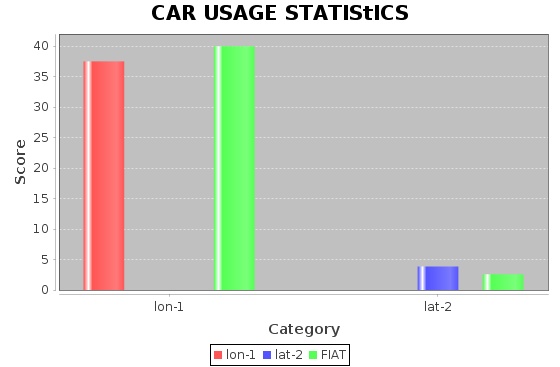 CAR USAGE STATIStICS
40
35
30
25
20
15
10
5
0
Score
lon-1 lat-2
Category
lon-1 lat-2 FIAT